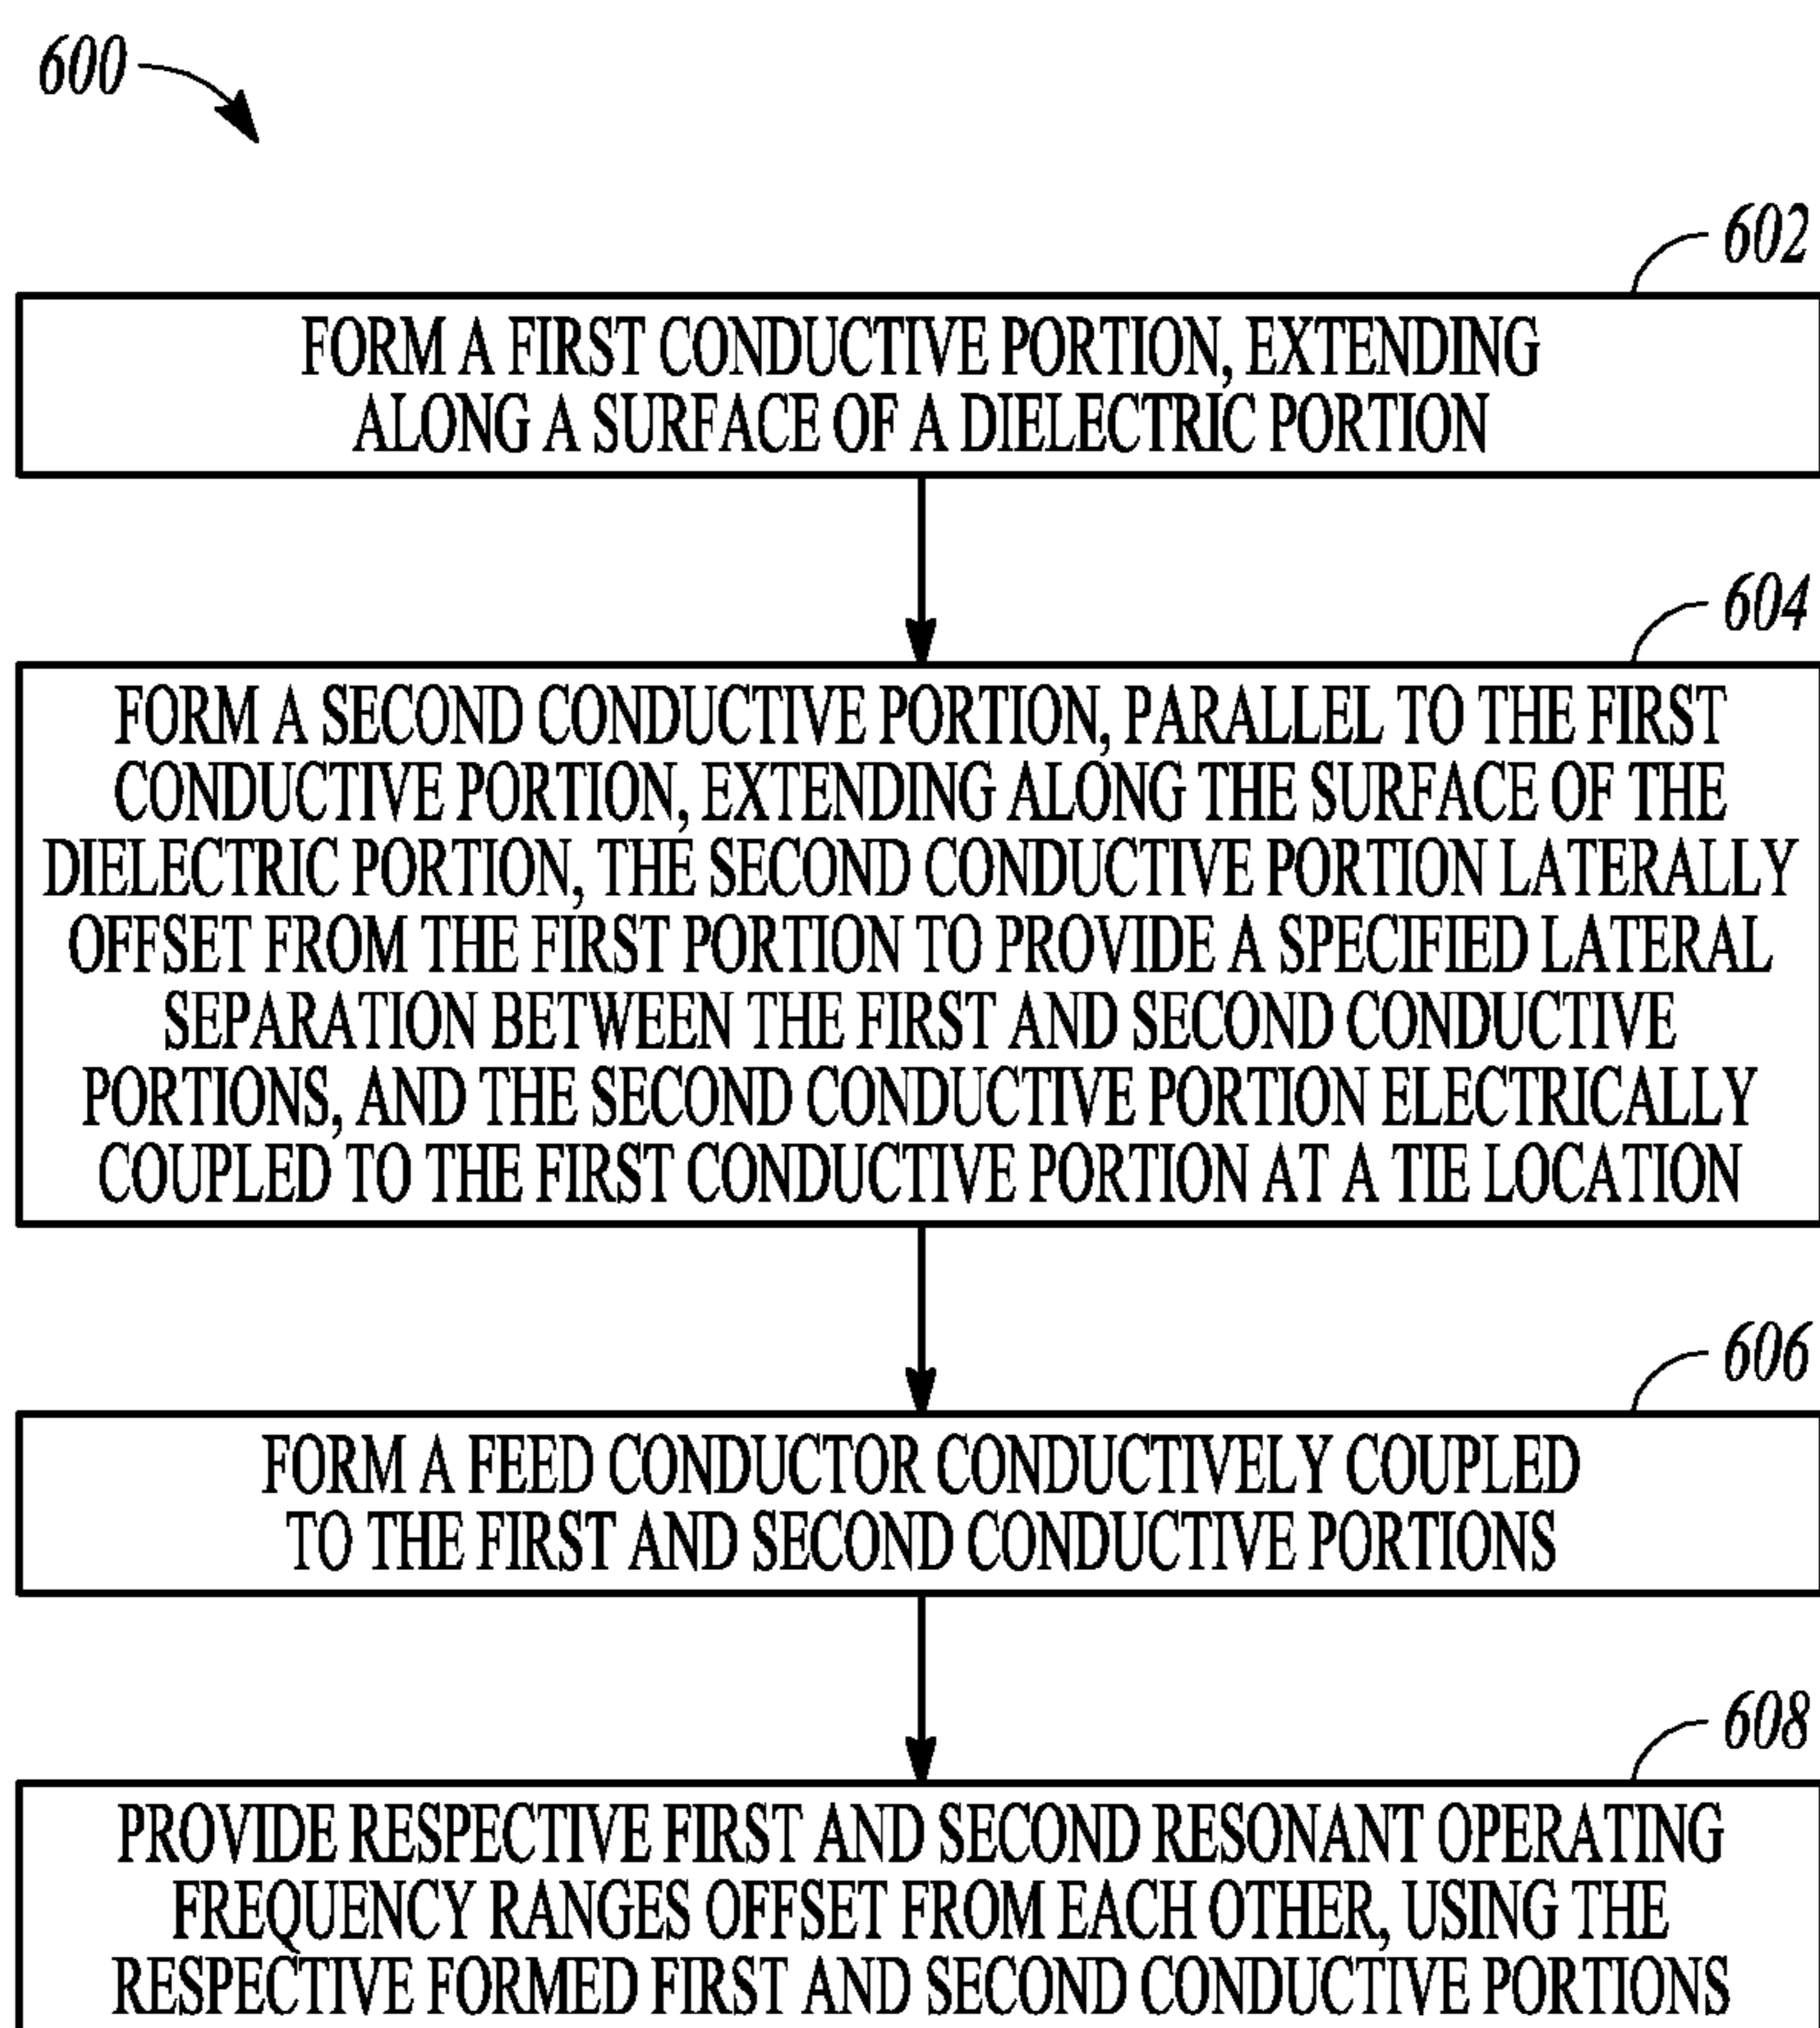 600
602
FORM A FIRST CONDUCTIVE PORTION, EXTENDING
ALONG A SURFACE OF A DIELECTRIC PORTION
604
FORM A SECOND CONDUCTIVE PORTION, PARALLEL TO THE FIRST
CONDUCTIVE PORTION, EXTENDING ALONG THE SURFACE OF THE
DIELECTRIC PORTION, THE SECOND CONDUCTIVE PORTION LATERALLY
OFFSET FROM THE FIRST PORTION TO PROVIDE A SPECIFIED LATERAL
SEPARATION BETWEEN THE FIRST AND SECOND CONDUCTIVE
PORTIONS, AND THE SECOND CONDUCTIVE PORTION ELECTRICALLY
COUPLED TO THE FIRST CONDUCTIVE PORTION AT A TIE LOCATION
606
FORM A FEED CONDUCTOR CONDUCTIVELY COUPLED
TO THE FIRST AND SECOND CONDUCTIVE PORTIONS
608
PROVIDE RESPECTIVE FIRST AND SECOND RESONANT OPERATING
FREQUENCY RANGES OFFSET FROM EACH OTHER, USING THE
RESPECTIVE FORMED FIRST AND SECOND CONDUCTIVE PORTIONS